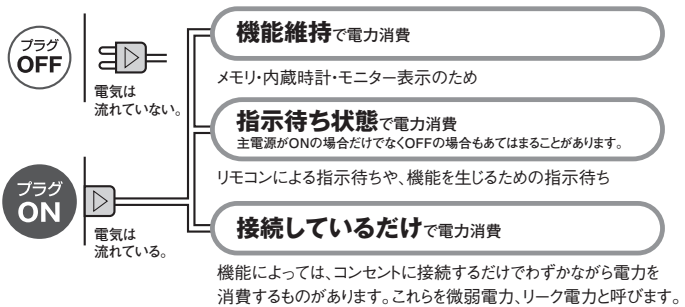 プラグ
OFF
電気は
流れていない。
プラグ
ON
電気は
流れている。
機能維持で電力消費
メモリ・内蔵時計・モニター表示のため
指示待ち状態で電力消費
主電源がONの場合だけでなくOFFの場合もあてはまることがあります。
リモコンによる指示待ちや、機能を生じるための指示待ち
接続しているだけで電力消費
機能によっては、コンセントに接続するだけでわずかながら電力を
消費するものがあります。これらを微弱電力、リーク電力と呼びます。